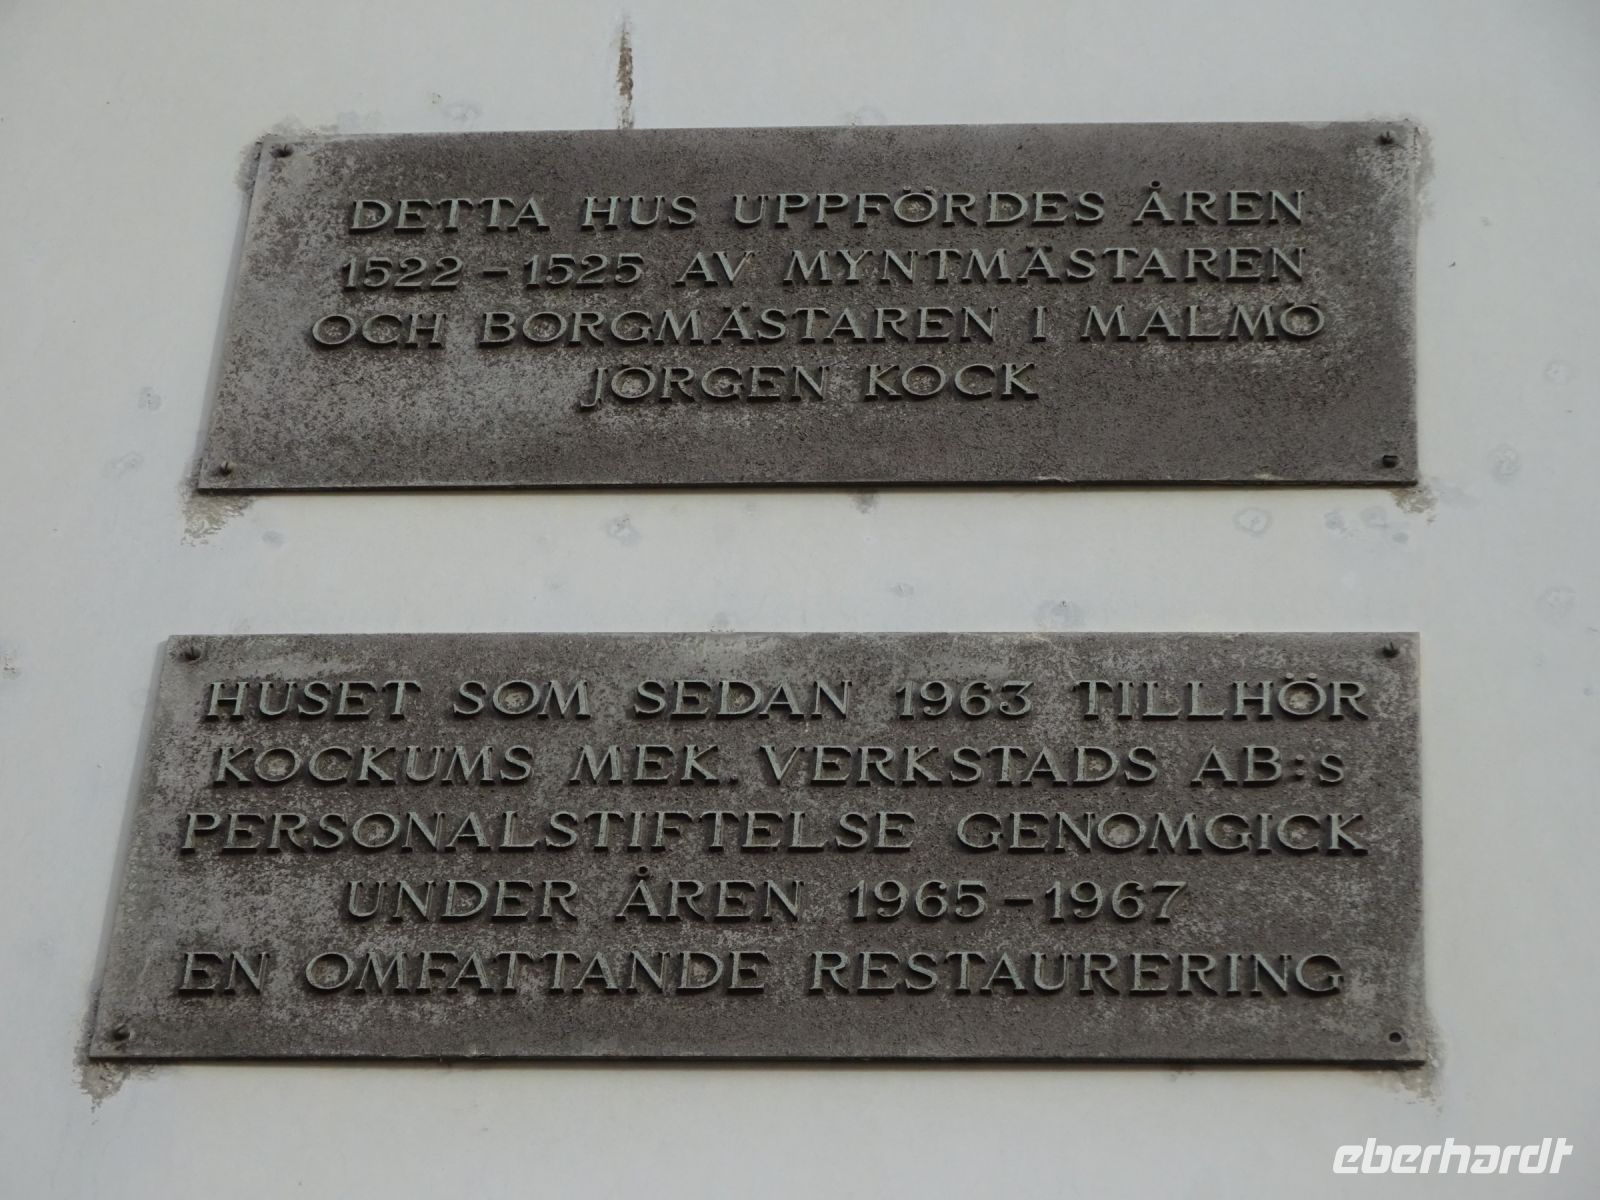 DETTA HUS UPPFÖRDES ÅREN
1522–1525 AV MYNTMÄSTAREN
OCH BORGMÄSTAREN I MALMÖ
JÖRGEN KOCK
HUSET SOM SEDAN 1963 TILLHÖR
KOCKUMS MEK. VERKSTADS AB:s
PERSONALSTIFTELSE GENOMGICK
UNDER ÅREN 1965–1967
EN OMFATTANDE RESTAURERING
eberhardt